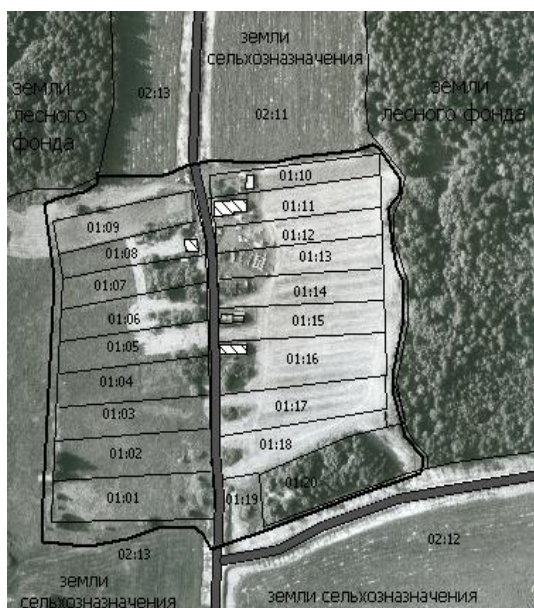 земли
сельхозназначения
02:13
02:11
земли
лесного
фонда
земли
лесного фонда
01:10
01:11
01:12
01:13
01:14
01:15
01:16
01:17
01:18
01:19
01:20
01:09
01:08
01:07
01:06
01:05
01:04
01:03
01:02
01:01
02:13
земли
сельхозназначения
02:12
земли сельхозназначения